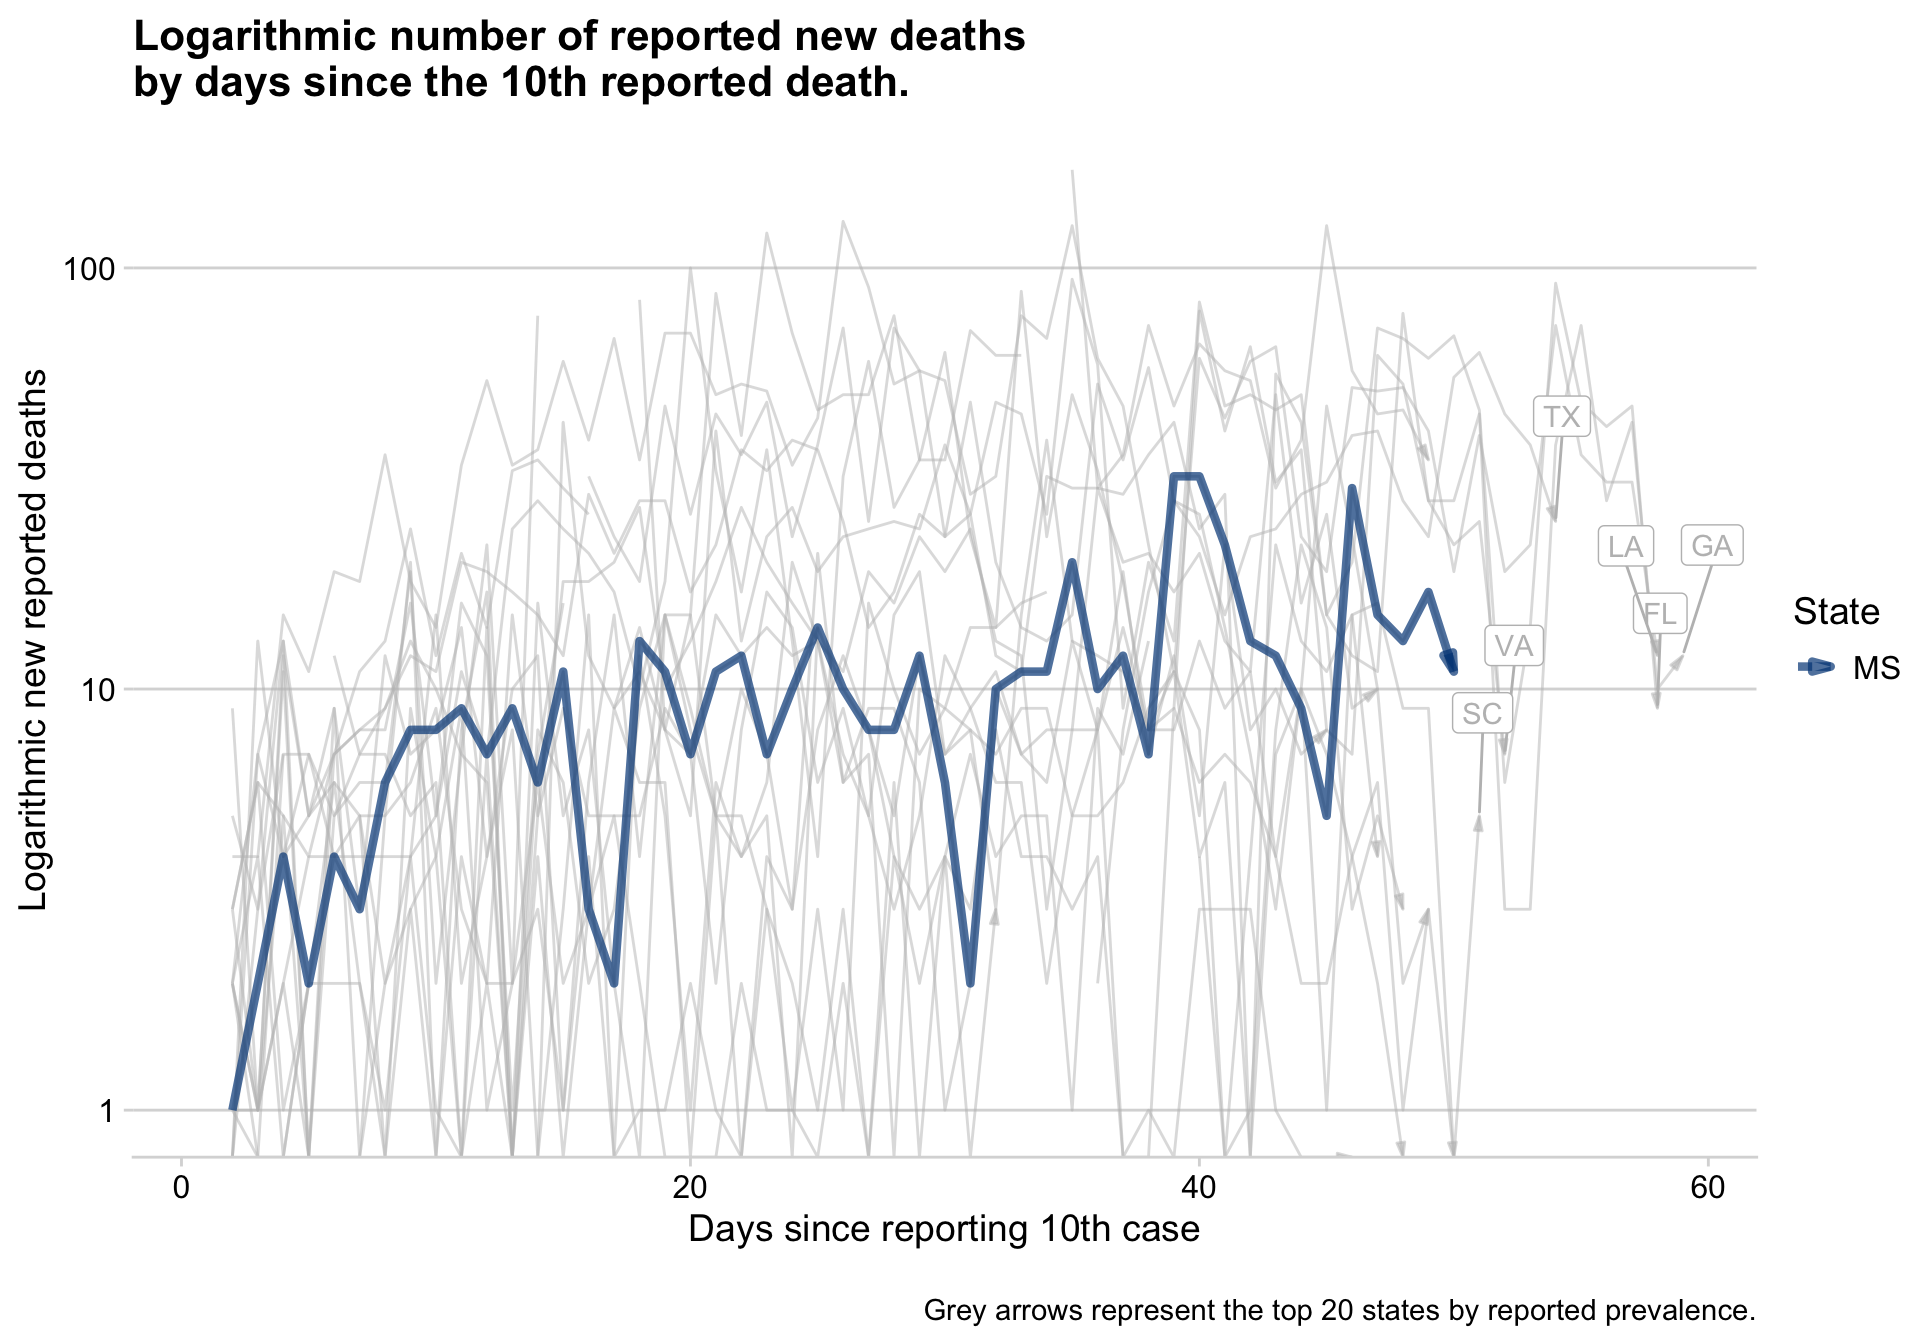 Logarithmic number of reported new deaths
by days since the 10th reported death.
Logarithmic new reported deaths
100
10
1
TX
LA
GA
FL
VA
SC
State
MS
0
20
40
60
Days since reporting 10th case
Grey arrows represent the top 20 states by reported prevalence.